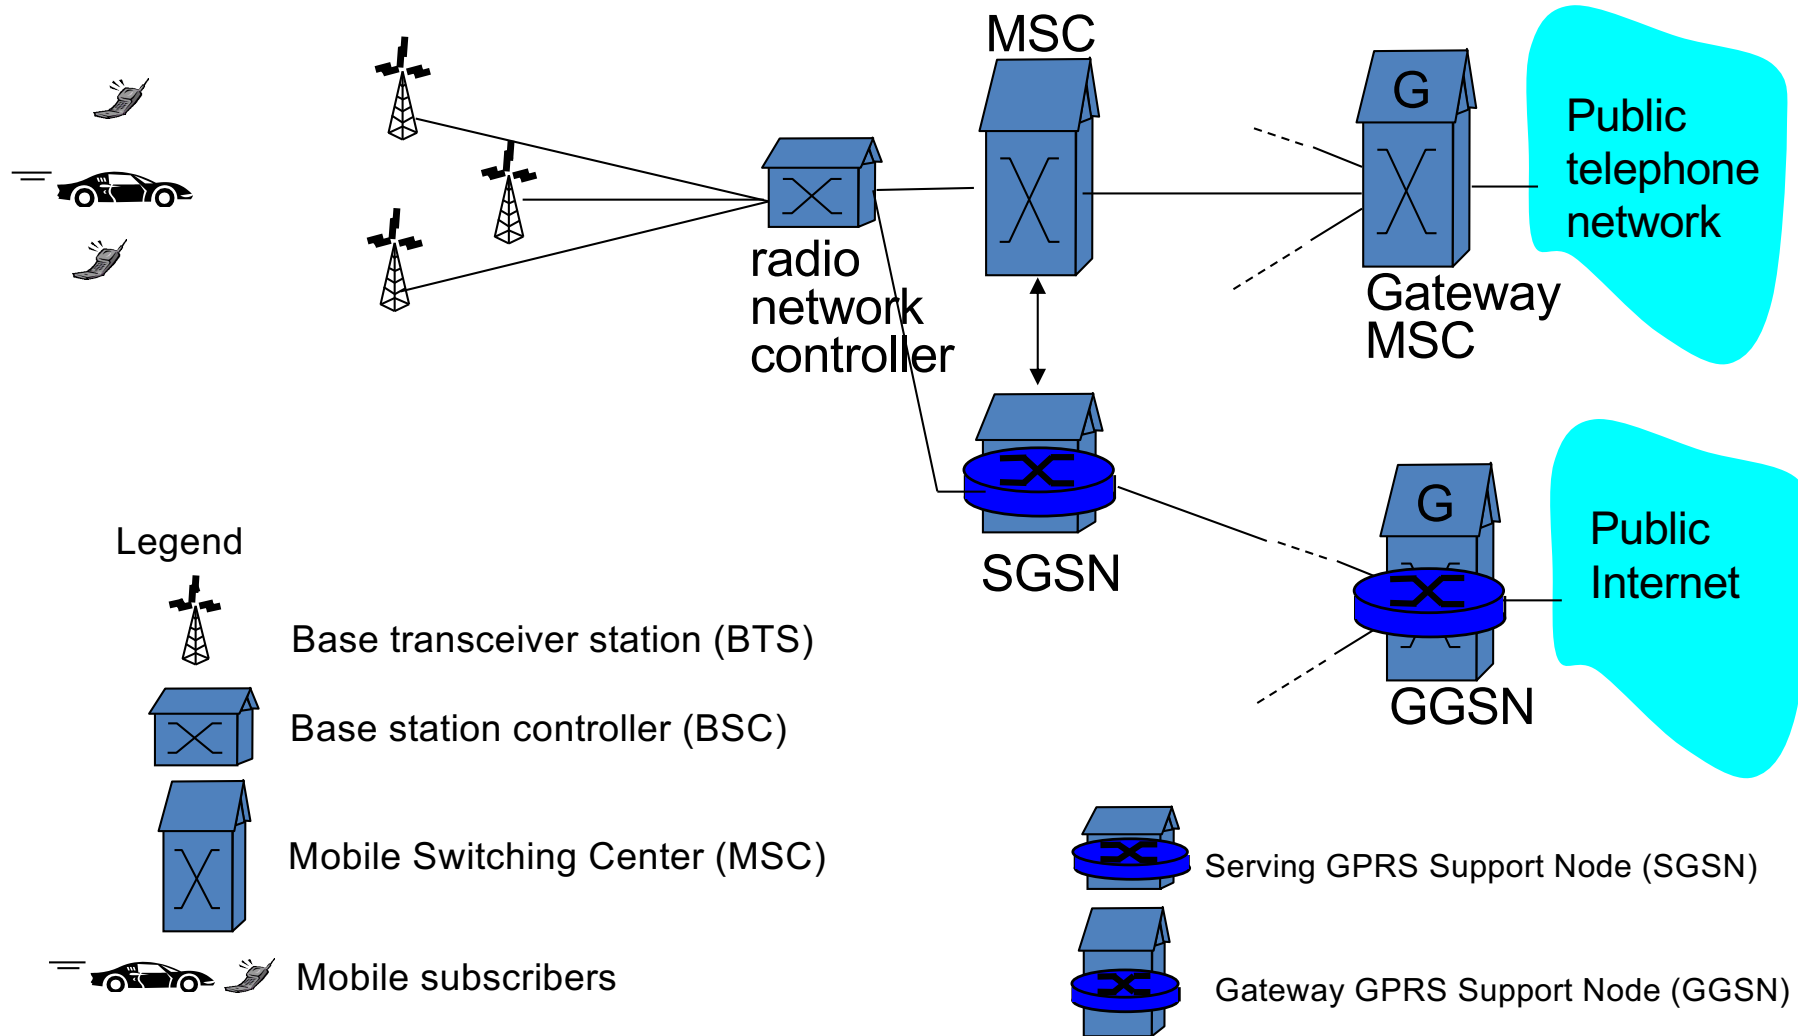 MSC
G
Public
telephone
network
radio
network
controller
Gateway
MSC
SGSN
G
Public
Internet
GGSN
Legend
Base transceiver station (BTS)
Base station controller (BSC)
Mobile Switching Center (MSC)
Mobile subscribers
Serving GPRS Support Node (SGSN)
Gateway GPRS Support Node (GGSN)